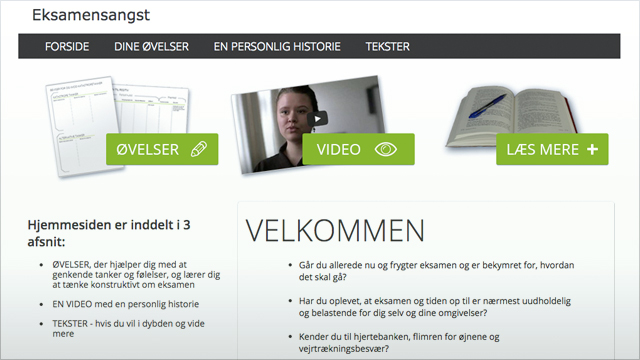 Eksamensangst
FORSIDE DINE ØVELSER EN PERSONLIG HISTORIE TEKSTER
ØVELSER
VIDEO
LÆS MERE +
Hjemmesiden er inddelt i 3
afsnit:
• ØVELSER, der hjælper dig med at
genkende tanker og følelser, og lærer dig
at tænke konstruktivt om eksamen
• EN VIDEO med en personlig historie
• TEKSTER - hvis du vil i dybden og vide
mere
VELKOMMEN
• Går du allerede nu og frygter eksamen og er bekymret for, hvordan
det skal gå?
• Har du oplevet, at eksamen og tiden op til er nærmest uudholdelig
og belastende for dig selv og dine omgivelser?
• Kender du til hjertebanken, flimren for øjnene og
vejrtrækningsbesvær?